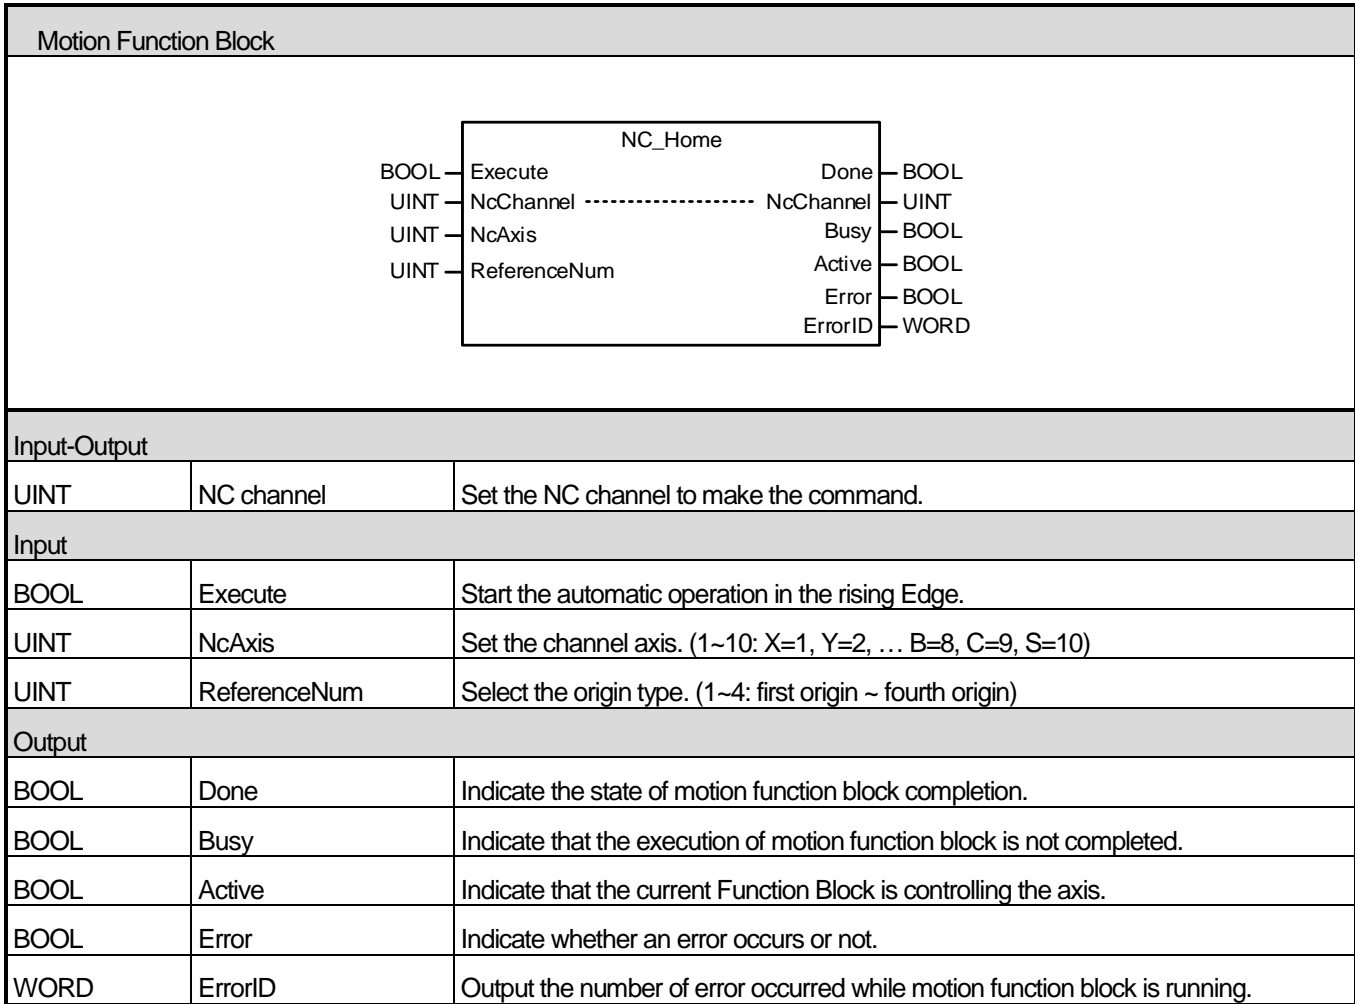 Motion Function Block
NC_Home
BOOL Execute Done BOOL
UINT NcChannel NcChannel UINT
UINT NcAxis Busy BOOL
UINT ReferenceNum Active BOOL
Error BOOL
ErrorID WORD
Input-Output
UINT NC channel Set the NC channel to make the command.
Input
BOOL Execute Start the automatic operation in the rising Edge.
UINT NcAxis Set the channel axis. (1~10: X=1, Y=2, … B=8, C=9, S=10)
UINT ReferenceNum Select the origin type. (1~4: first origin ~ fourth origin)
Output
BOOL Done Indicate the state of motion function block completion.
BOOL Busy Indicate that the execution of motion function block is not completed.
BOOL Active Indicate that the current Function Block is controlling the axis.
BOOL Error Indicate whether an error occurs or not.
WORD ErrorID Output the number of error occurred while motion function block is running.